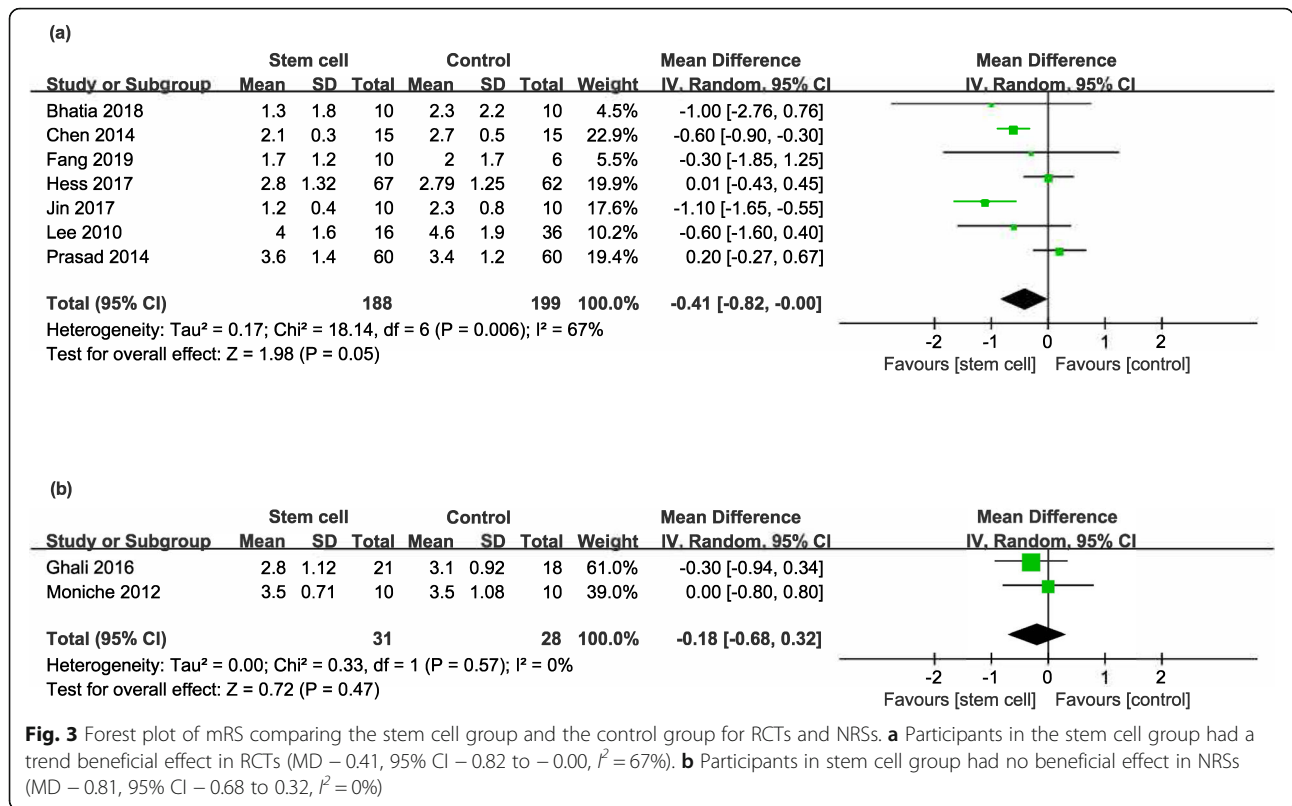 (a)
Stem cell Control Mean Difference Mean Difference
Study or Subgroup Mean SD Total Mean SD Total Weight IV, Random, 95% CI IV, Random, 95% CI
Bhatia 2018 1.3 1.8 10 2.3 2.2 10 4.5% -1.00 [-2.76, 0.76]
Chen 2014 2.1 0.3 15 2.7 0.5 15 22.9% -0.60 [-0.90, -0.30]
Fang 2019 1.7 1.2 10 2 1.7 6 5.5% -0.30 [-1.85, 1.25]
Hess 2017 2.8 1.32 67 2.79 1.25 62 19.9% 0.01 [-0.43, 0.45]
Jin 2017 1.2 0.4 10 2.3 0.8 10 17.6% -1.10 [-1.65, -0.55]
Lee 2010 4 1.6 16 4.6 1.9 36 10.2% -0.60 [-1.60, 0.40]
Prasad 2014 3.6 1.4 60 3.4 1.2 60 19.4% 0.20 [-0.27, 0.67]
Total (95% CI) 188 199 100.0% -0.41 [-0.82, -0.00]
Heterogeneity: Tau² = 0.17; Chi² = 18.14, df = 6 (P = 0.006); I² = 67%
Test for overall effect: Z = 1.98 (P = 0.05)
-2 -1 0 1 2
Favours [stem cell] Favours [control]
(b)
Stem cell Control Mean Difference Mean Difference
Study or Subgroup Mean SD Total Mean SD Total Weight IV, Random, 95% CI IV, Random, 95% CI
Ghali 2016 2.8 1.12 21 3.1 0.92 18 61.0% -0.30 [-0.94, 0.34]
Moniche 2012 3.5 0.71 10 3.5 1.08 10 39.0% 0.00 [-0.80, 0.80]
Total (95% CI) 31 28 100.0% -0.18 [-0.68, 0.32]
Heterogeneity: Tau² = 0.00; Chi² = 0.33, df = 1 (P = 0.57); I² = 0%
Test for overall effect: Z = 0.72 (P = 0.47)
-2 -1 0 1 2
Favours [stem cell] Favours [control]
Fig. 3 Forest plot of mRS comparing the stem cell group and the control group for RCTs and NRSs. a Participants in the stem cell group had a
trend beneficial effect in RCTs (MD − 0.41, 95% CI − 0.82 to − 0.00, I² = 67%). b Participants in stem cell group had no beneficial effect in NRSs
(MD − 0.81, 95% CI − 0.68 to 0.32, I² = 0%)